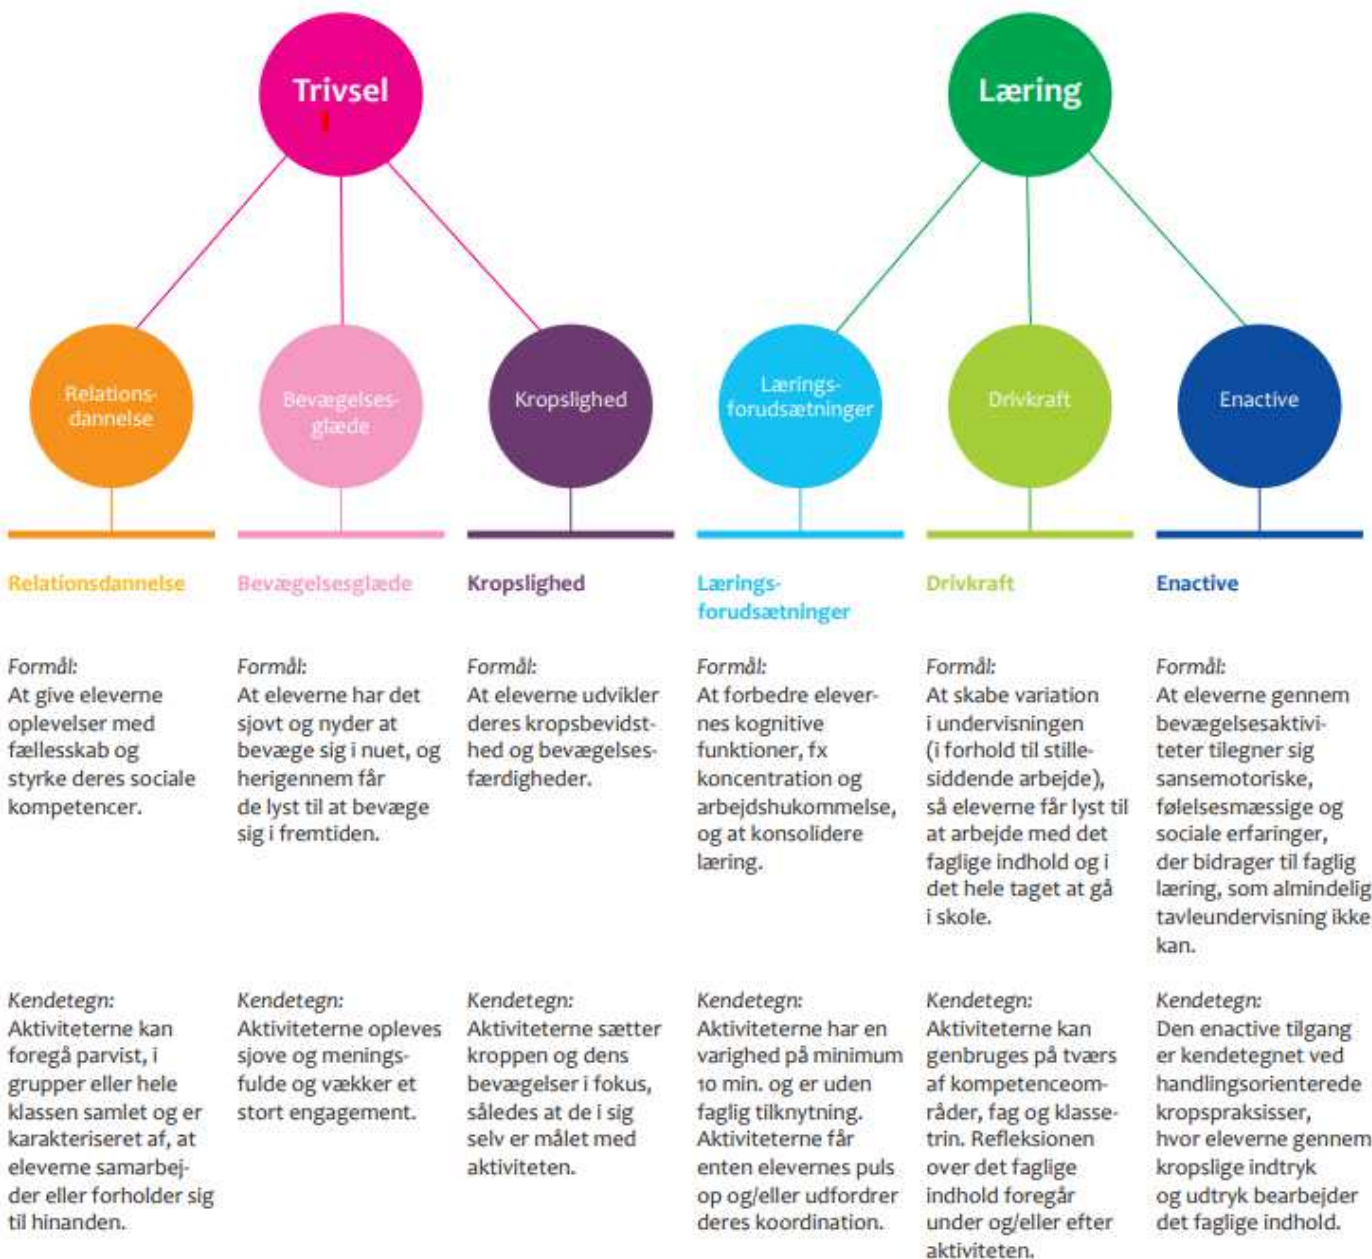 Trivsel
Læring
Relations-
dannelse
Bevægelses-
glæde
Kropslighed
Lærings-
forudsætninger
Drivkraft
Enactive
Relationsdannelse
Formål:
At give eleverne
oplevelser med
fællesskab og
styrke deres sociale
kompetencer.
Kendetegn:
Aktiviteterne kan
foregå parvist, i
grupper eller hele
klassen samlet og er
karakteriseret af, at
eleverne samarbej-
der eller forholder sig
til hinanden.
Bevægelsesglæde
Formål:
At eleverne har det
sjovt og nyder at
bevæge sig i nuet, og
herigennem får
de lyst til at bevæge
sig i fremtiden.
Kendetegn:
Aktiviteterne opleves
sjove og menings-
fulde og vækker et
stort engagement.
Kropslighed
Formål:
At eleverne udvikler
deres kropsbevidst-
hed og bevægelses-
færdigheder.
Kendetegn:
Aktiviteterne sætter
kroppen og dens
bevægelser i fokus,
således at de i sig
selv er målet med
aktiviteten.
Lærings-
forudsætninger
Formål:
At forbedre elever-
nes kognitive
funktioner, fx
koncentration og
arbejdshukommelse,
og at konsolidere
læring.
Kendetegn:
Aktiviteterne har en
varighed på minimum
10 min. og er uden
faglig tilknytning.
Aktiviteterne får
enten elevernes puls
op og/eller udfordrer
deres koordination.
Drivkraft
Formål:
At skabe variation
i undervisningen
(i forhold til stille-
siddende arbejde),
så eleverne får lyst til
at arbejde med det
faglige indhold og i
det hele taget at gå
i skole.
Kendetegn:
Aktiviteterne kan
genbruges på tværs
af kompetenceom-
råder, fag og klasse-
trin. Refleksionen
over det faglige
indhold foregår
under og/eller efter
aktiviteten.
Enactive
Formål:
At eleverne gennem
bevægelsesaktivi-
teter tilegner sig
sansemotoriske,
følelsesmæssige og
sociale erfaringer,
der bidrager til faglig
læring, som almindelig
tavleundervisning ikke
kan.
Kendetegn:
Den enactive tilgang
er kendetegnet ved
handlingsorienterede
kropspraksisser,
hvor eleverne gennem
kropslige indtryk
og udtryk bearbejder
det faglige indhold.